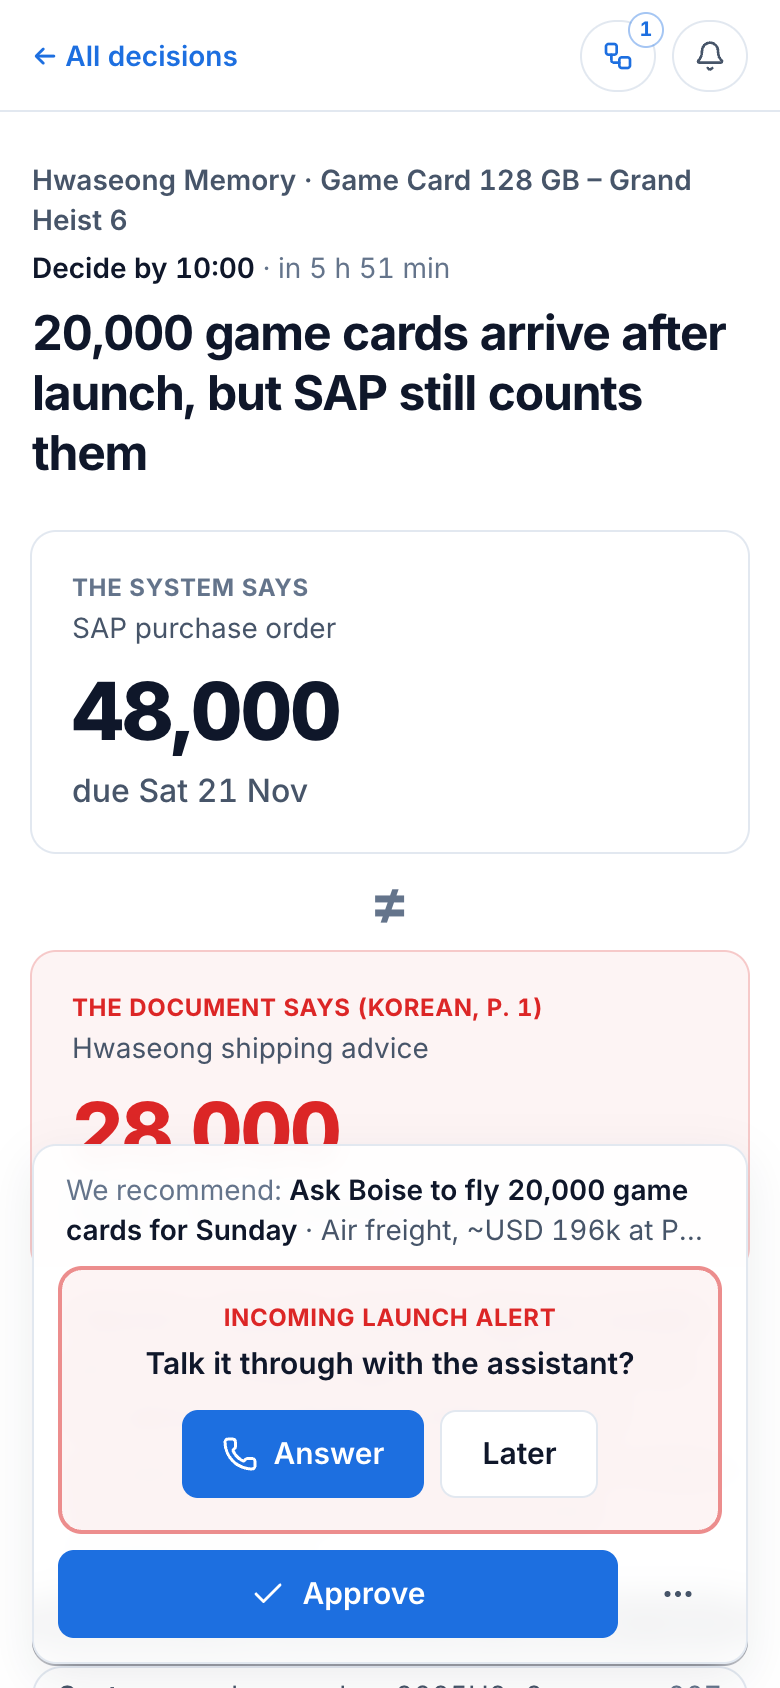 ← All decisions
1
Hwaseong Memory · Game Card 128 GB – Grand
Heist 6
Decide by 10:00 · in 5 h 51 min
20,000 game cards arrive after
launch, but SAP still counts
them
THE SYSTEM SAYS
SAP purchase order
48,000
due Sat 21 Nov
≠
THE DOCUMENT SAYS (KOREAN, P. 1)
Hwaseong shipping advice
28,000
We recommend: Ask Boise to fly 20,000 game
cards for Sunday · Air freight, ~USD 196k at P...
INCOMING LAUNCH ALERT
Talk it through with the assistant?
Answer
Later
Approve